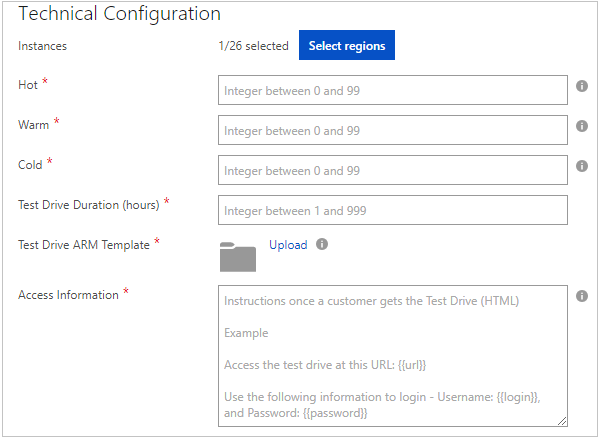 Technical Configuration
Instances 1/26 selected Select regions
Hot * Integer between 0 and 99
Warm * Integer between 0 and 99
Cold * Integer between 0 and 99
Test Drive Duration (hours) * Integer between 1 and 999
Test Drive ARM Template * Upload
Access Information * Instructions once a customer gets the Test Drive (HTML)
Example
Access the test drive at this URL: {{url}}
Use the following information to login - Username: {{login}},
and Password: {{password}}